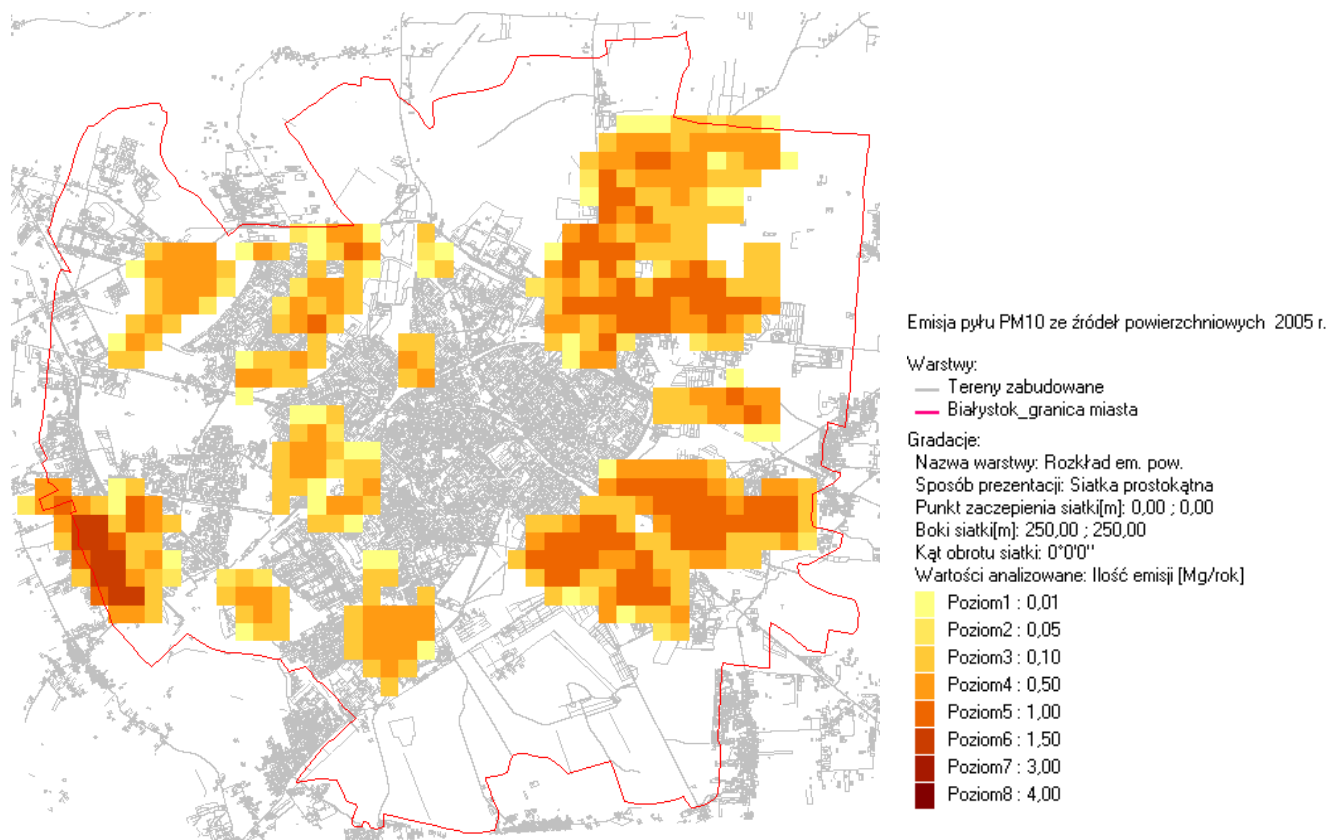 Emisja pyłu PM10 ze źródeł powierzchniowych 2005 r.
Warstwy:
Tereny zabudowane
Białystok_granica miasta
Gradacje:
Nazwa warstwy: Rozkład em. pow.
Sposób prezentacji: Siatka prostokątna
Punkt zaczepienia siatki[m]: 0,00 ; 0,00
Boki siatki[m]: 250,00 ; 250,00
Kąt obrotu siatki: 0°0'0''
Wartości analizowane: Ilość emisji [Mg/rok]
Poziom1 : 0,01
Poziom2 : 0,05
Poziom3 : 0,10
Poziom4 : 0,50
Poziom5 : 1,00
Poziom6 : 1,50
Poziom7 : 3,00
Poziom8 : 4,00